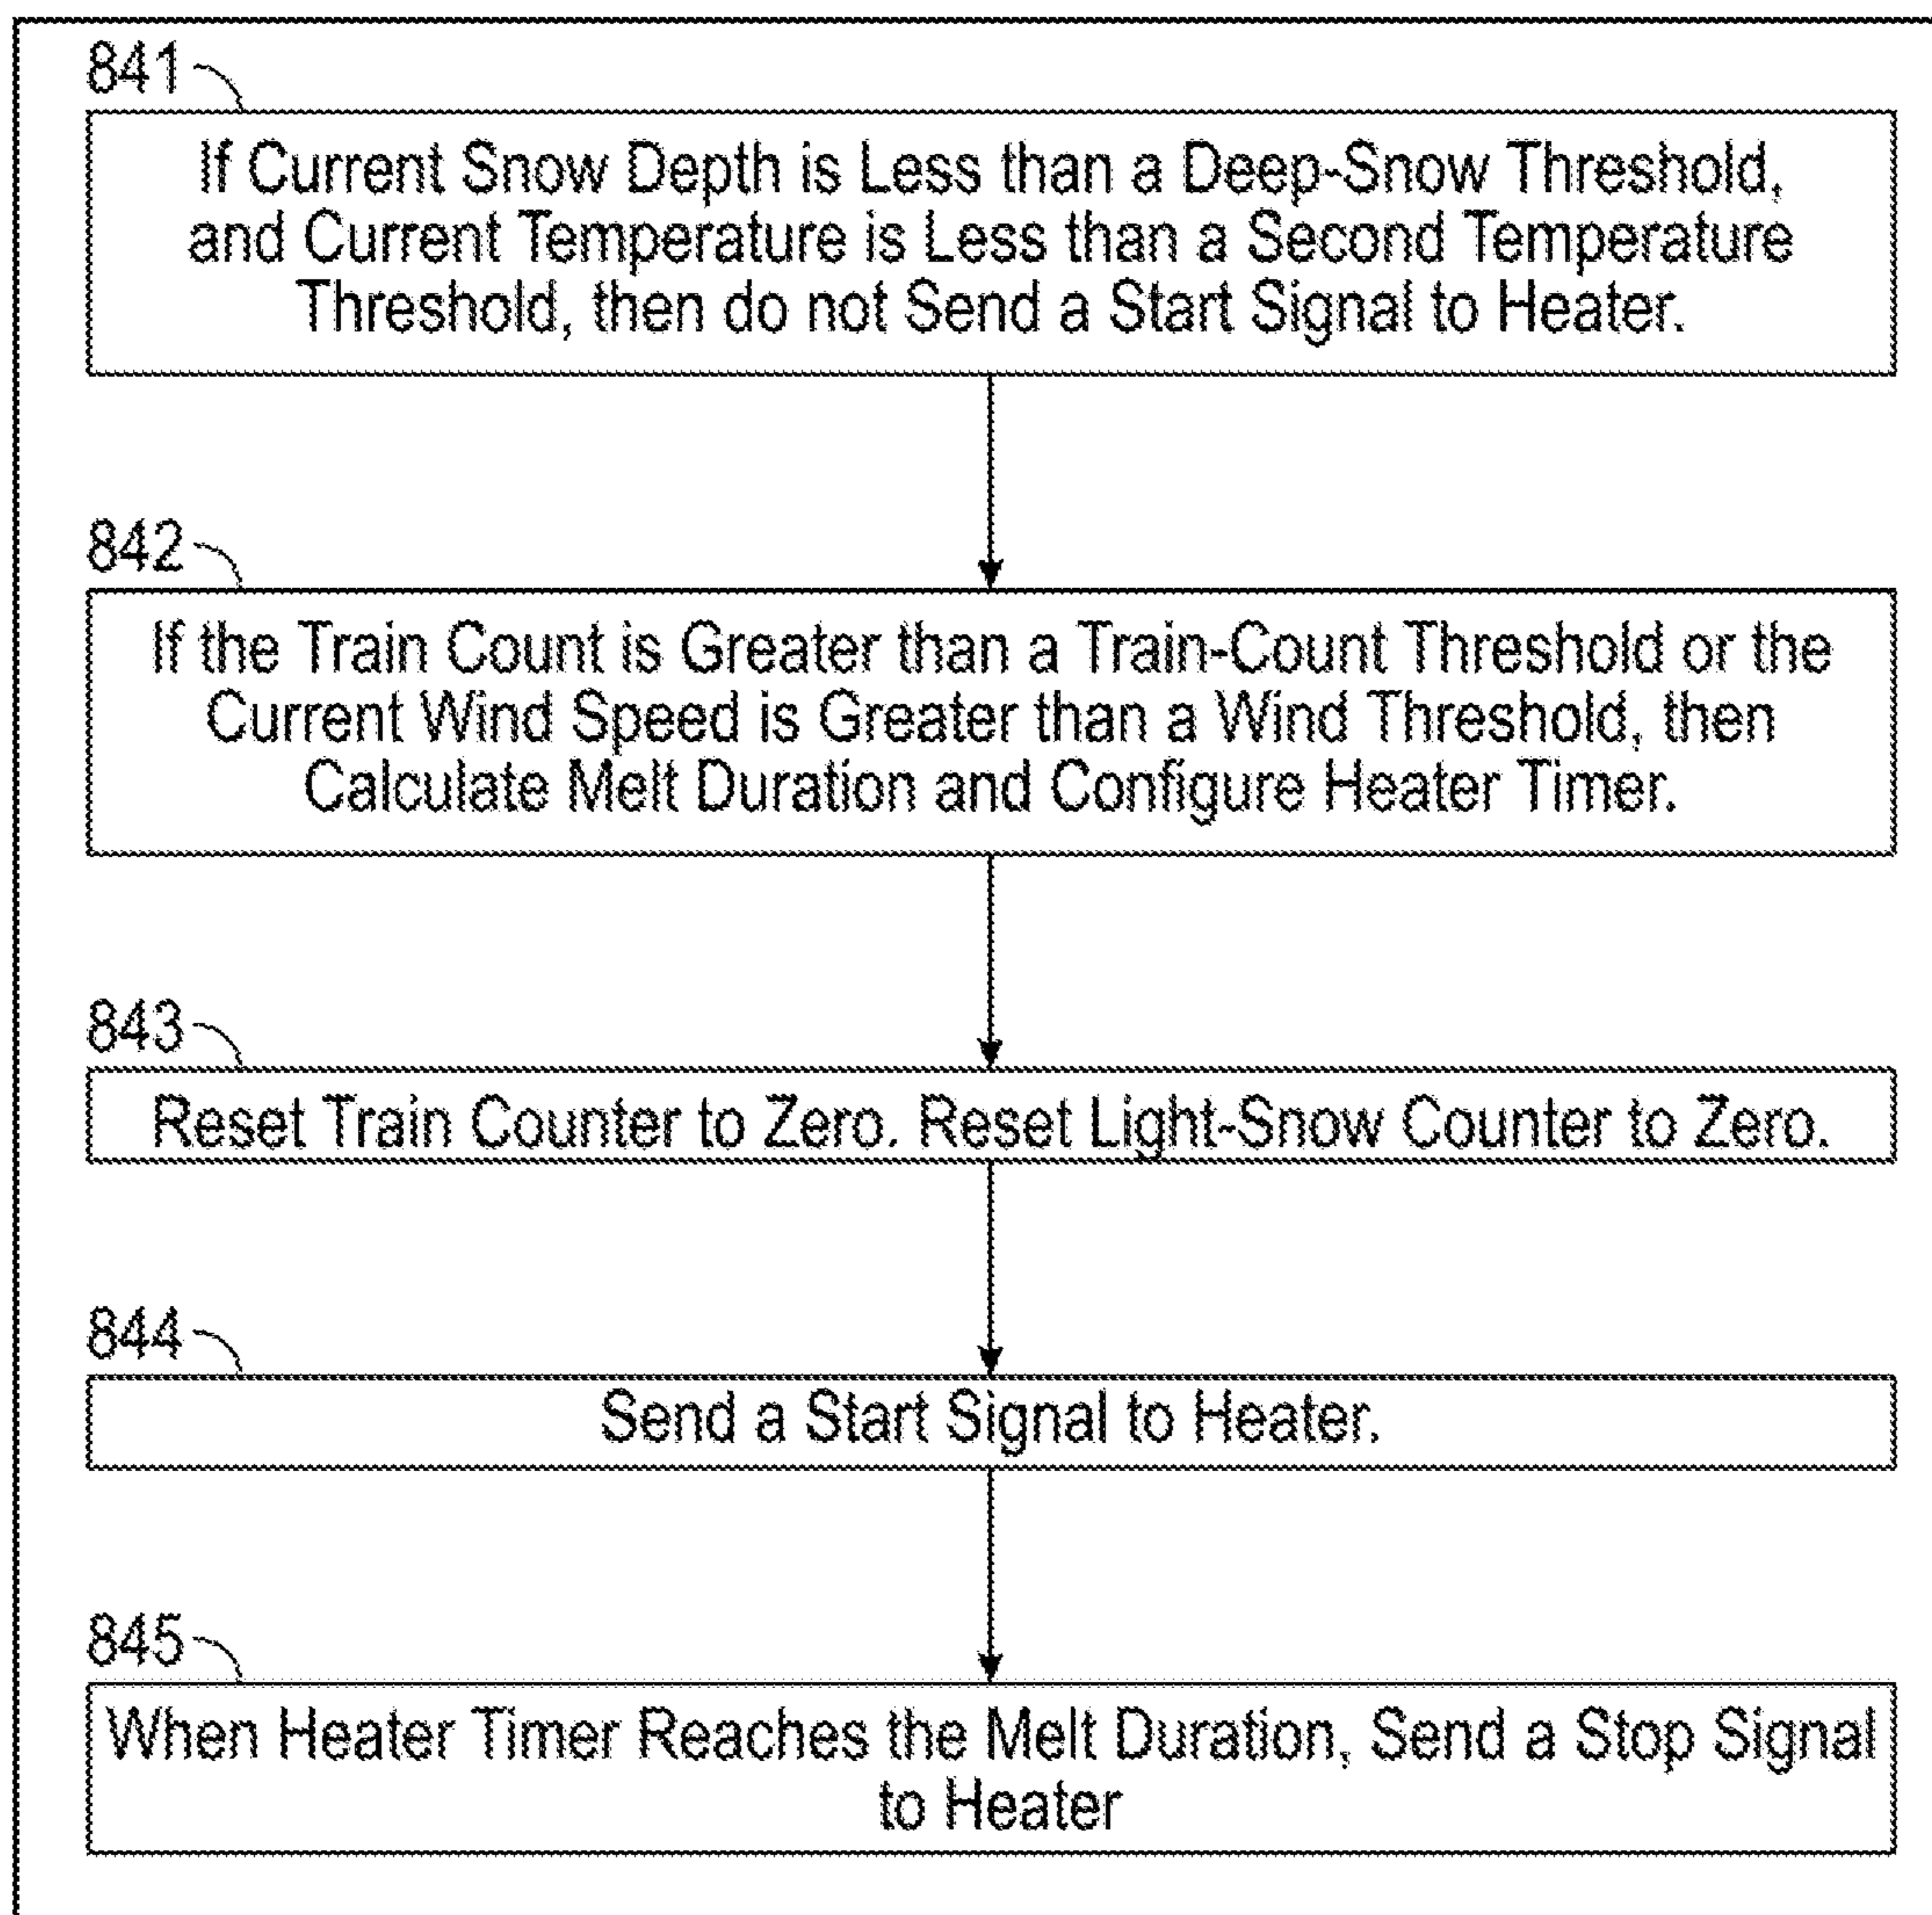 841
If Current Snow Depth is Less than a Deep-Snow Threshold,
and Current Temperature is Less than a Second Temperature
Threshold, then do not Send a Start Signal to Heater.
842
If the Train Count is Greater than a Train-Count Threshold or the
Current Wind Speed is Greater than a Wind Threshold, then
Calculate Melt Duration and Configure Heater Timer.
843
Reset Train Counter to Zero. Reset Light-Snow Counter to Zero.
844
Send a Start Signal to Heater.
845
When Heater Timer Reaches the Melt Duration, Send a Stop Signal
to Heater